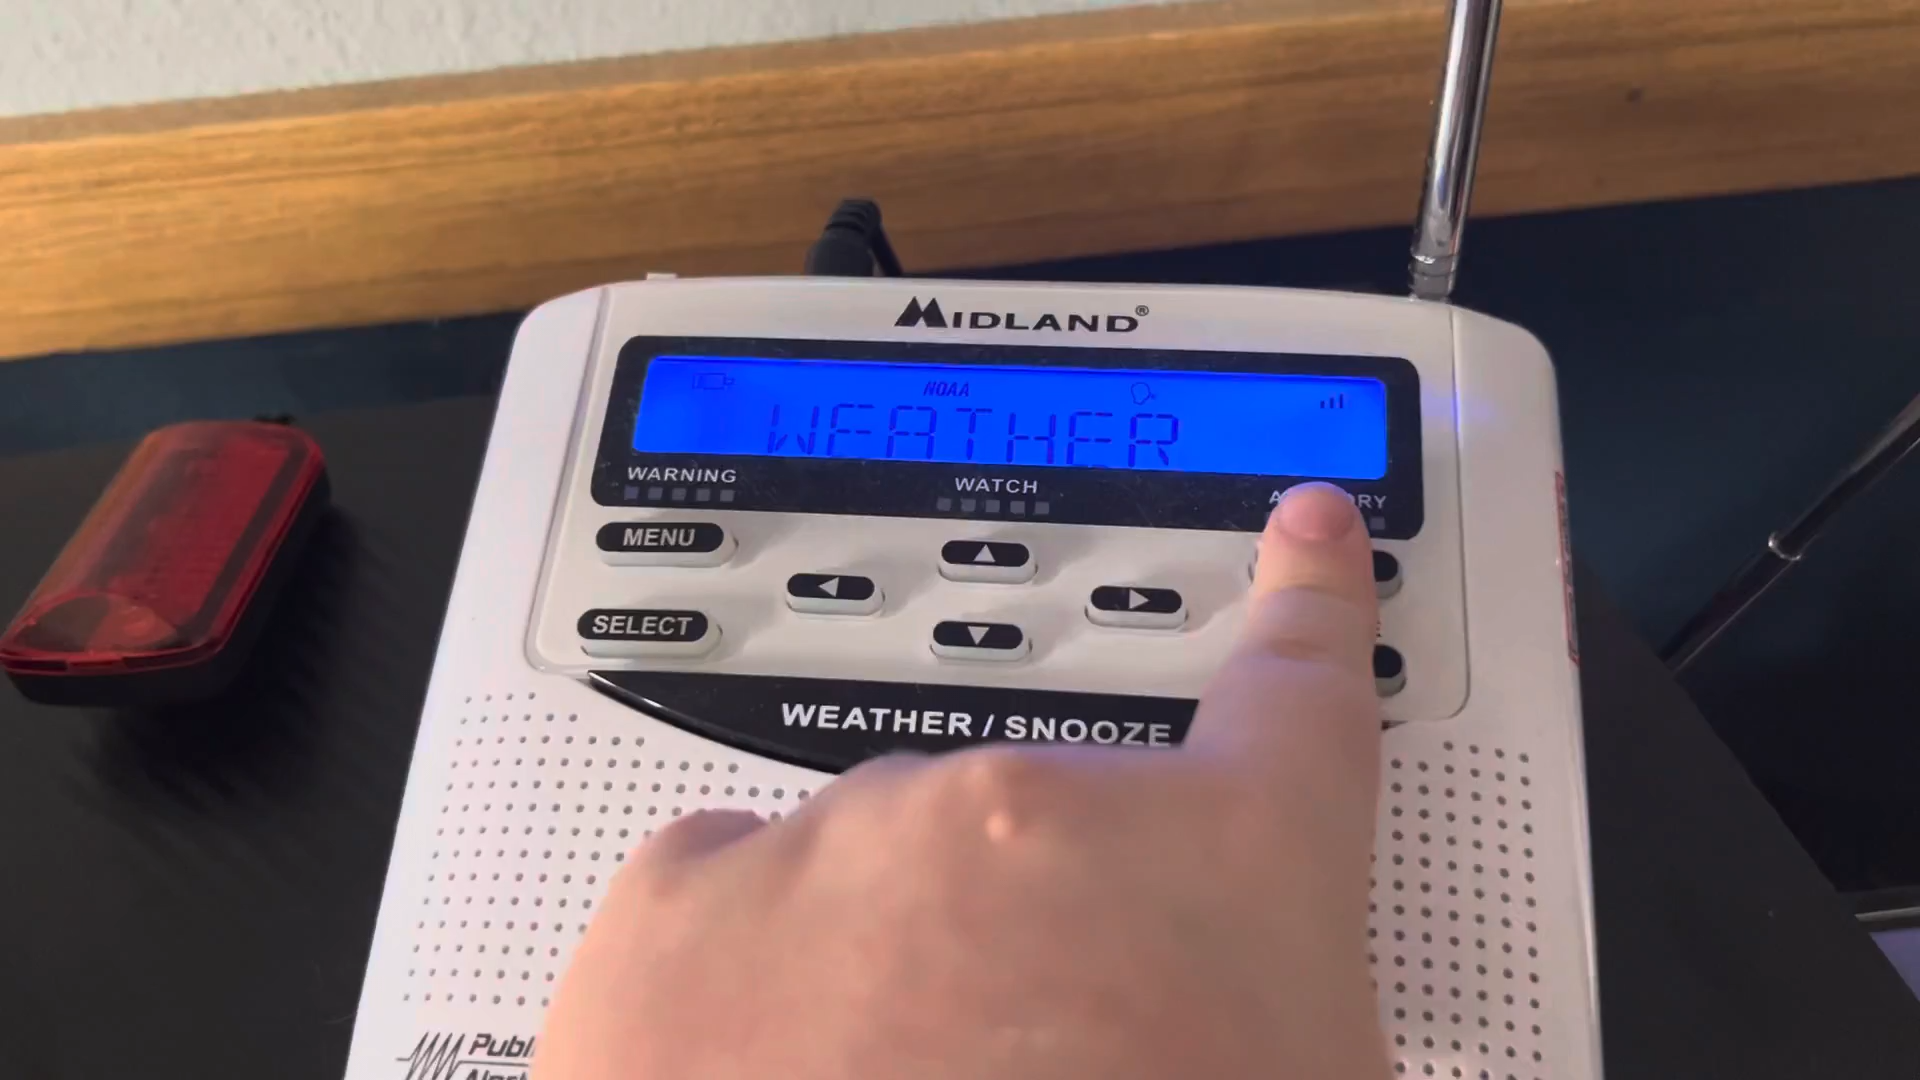 MIDLAND®
NOAA
WEATHER
WARNING
WATCH
MENU
SELECT
WEATHER / SNOOZE